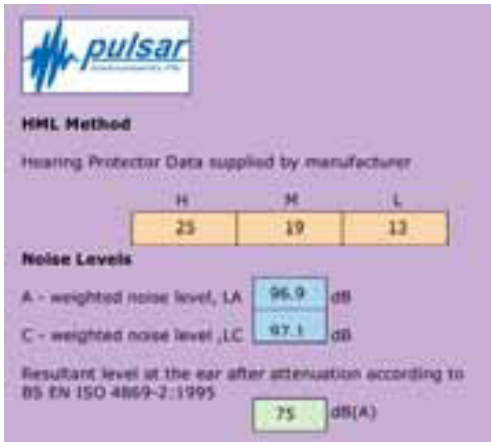 pulsar
HML Method
Hearing Protector Data supplied by manufacturer
H M L
25 19 13
Noise Levels
A - weighted noise level, LA 96.9 dB
C - weighted noise level ,LC 97.1 dB
Resultant level at the ear after attenuation according to
BS EN ISO 4869-2:1995
75 dB(A)